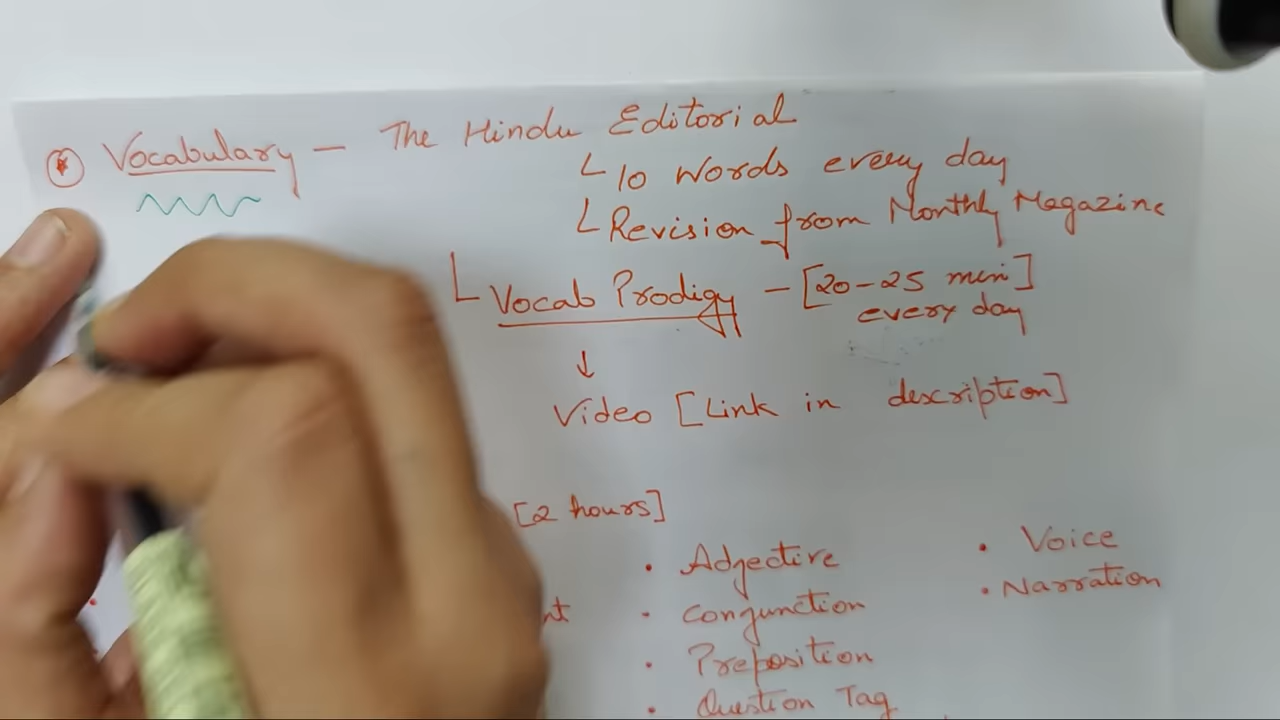 Vocabulary - The Hindu Editorial
└ 10 words every day
└ Revision from Monthly Magazine
└ Vocab Prodigy - [20-25 min]
every day
↓
Video [Link in description]
[2 hours]
• Adjective • Voice
• Conjunction • Narration
• Preposition
• Question Tag